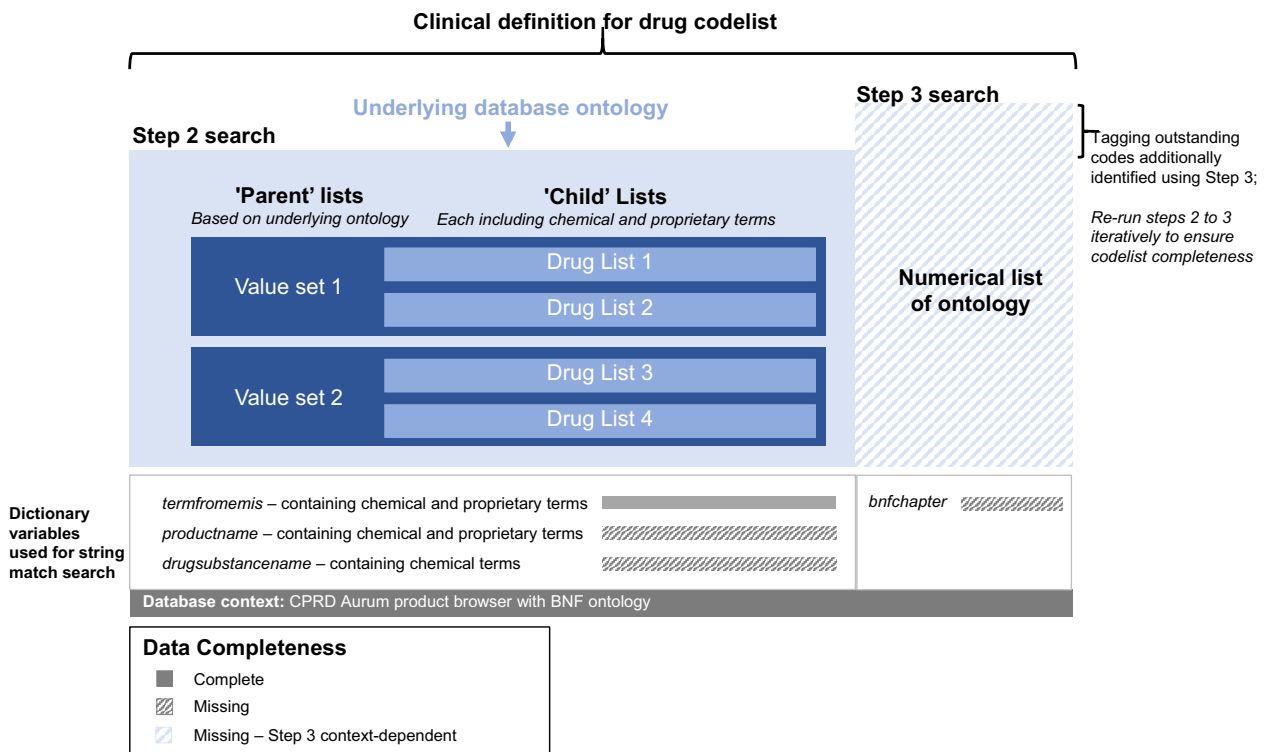 Clinical definition for drug codelist
Step 3 search
Underlying database ontology
Step 2 search
Tagging outstanding
codes additionally
identified using Step 3;
Re-run steps 2 to 3
iteratively to ensure
codelist completeness
'Parent’ lists
Based on underlying ontology
'Child’ Lists
Each including chemical and proprietary terms
Value set 1
Drug List 1
Drug List 2
Value set 2
Drug List 3
Drug List 4
Numerical list
of ontology
Dictionary
variables
used for string
match search
termfromemis – containing chemical and proprietary terms
productname – containing chemical and proprietary terms
drugsubstancename – containing chemical terms
bnfchapter
Database context: CPRD Aurum product browser with BNF ontology
Data Completeness
Complete
Missing
Missing – Step 3 context-dependent